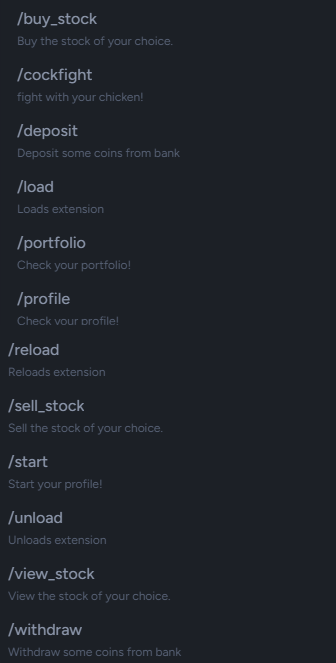 /buy_stock
Buy the stock of your choice.
/cockfight
fight with your chicken!
/deposit
Deposit some coins from bank
/load
Loads extension
/portfolio
Check your portfolio!
/profile
Check your profile!
/reload
Reloads extension
/sell_stock
Sell the stock of your choice.
/start
Start your profile!
/unload
Unloads extension
/view_stock
View the stock of your choice.
/withdraw
Withdraw some coins from bank